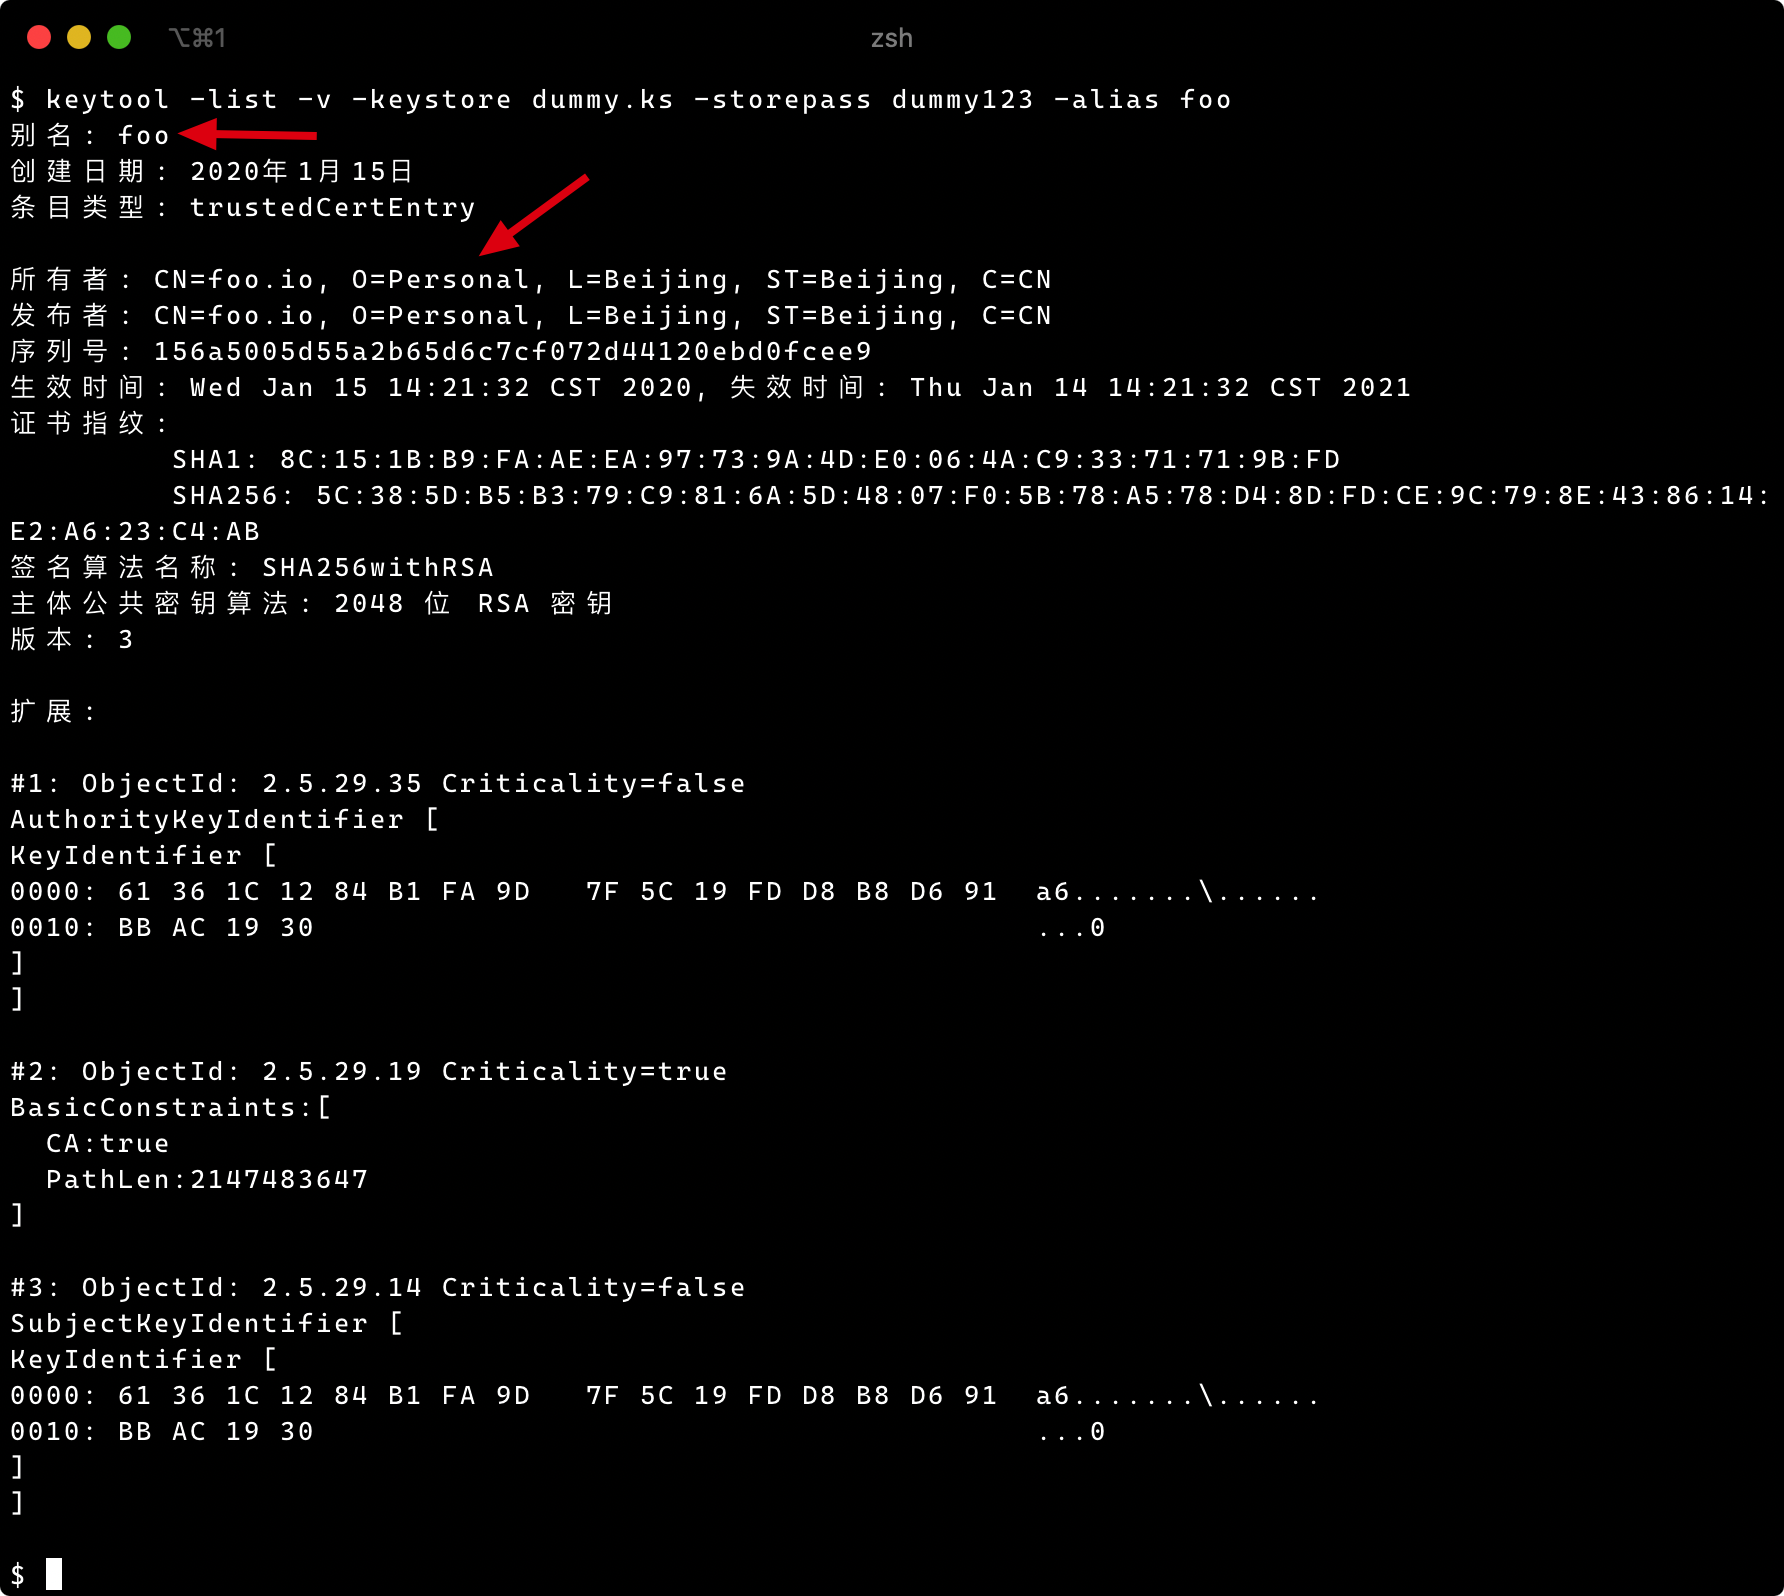 ⌥⌘1
zsh
$ keytool -list -v -keystore dummy.ks -storepass dummy123 -alias foo
别名: foo
创建日期: 2020年1月15日
条目类型: trustedCertEntry
所有者: CN=foo.io, O=Personal, L=Beijing, ST=Beijing, C=CN
发布者: CN=foo.io, O=Personal, L=Beijing, ST=Beijing, C=CN
序列号: 156a5005d55a2b65d6c7cf072d44120ebd0fcee9
生效时间: Wed Jan 15 14:21:32 CST 2020, 失效时间: Thu Jan 14 14:21:32 CST 2021
证书指纹:
SHA1: 8C:15:1B:B9:FA:AE:EA:97:73:9A:4D:E0:06:4A:C9:33:71:71:9B:FD
SHA256: 5C:38:5D:B5:B3:79:C9:81:6A:5D:48:07:F0:5B:78:A5:78:D4:8D:FD:CE:9C:79:8E:43:86:14:
E2:A6:23:C4:AB
签名算法名称: SHA256withRSA
主体公共密钥算法: 2048 位 RSA 密钥
版本: 3
扩展:
#1: ObjectId: 2.5.29.35 Criticality=false
AuthorityKeyIdentifier [
KeyIdentifier [
0000: 61 36 1C 12 84 B1 FA 9D   7F 5C 19 FD D8 B8 D6 91  a6.......\......
0010: BB AC 19 30                                        ...0
]
]
#2: ObjectId: 2.5.29.19 Criticality=true
BasicConstraints:[
  CA:true
  PathLen:2147483647
]
#3: ObjectId: 2.5.29.14 Criticality=false
SubjectKeyIdentifier [
KeyIdentifier [
0000: 61 36 1C 12 84 B1 FA 9D   7F 5C 19 FD D8 B8 D6 91  a6.......\......
0010: BB AC 19 30                                        ...0
]
]
$